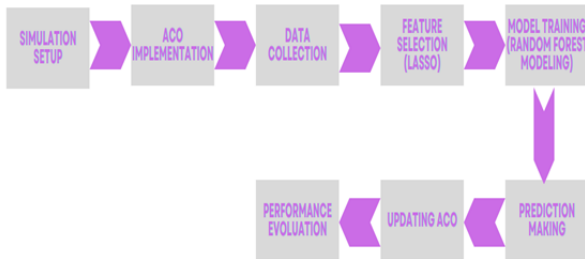 SIMULATION
SETUP
ACO
IMPLEMENTATION
DATA
COLLECTION
FEATURE
SELECTION
(LASSO)
MODEL TRAINING
(RANDOM FOREST
MODELING)
PERFORMANCE
EVOLUATION
UPDATING ACO
PREDICTION
MAKING